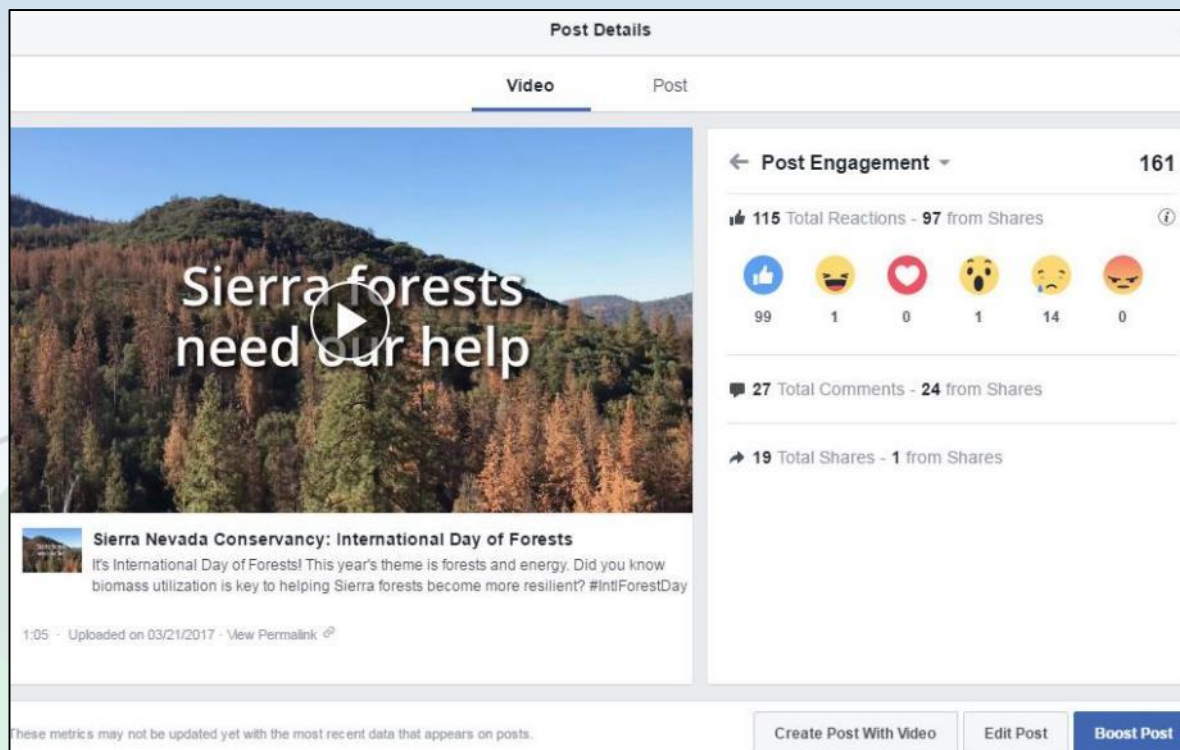 Post Details
Video Post
Sierra forests
need our help
Sierra Nevada Conservancy: International Day of Forests
It's International Day of Forests! This year's theme is forests and energy. Did you know
biomass utilization is key to helping Sierra forests become more resilient? #IntlForestDay
1:05 · Uploaded on 03/21/2017 · View Permalink
Post Engagement 161
115 Total Reactions - 97 from Shares
99 1 0 1 14 0
27 Total Comments - 24 from Shares
19 Total Shares - 1 from Shares
These metrics may not be updated yet with the most recent data that appears on posts.
Create Post With Video Edit Post Boost Post